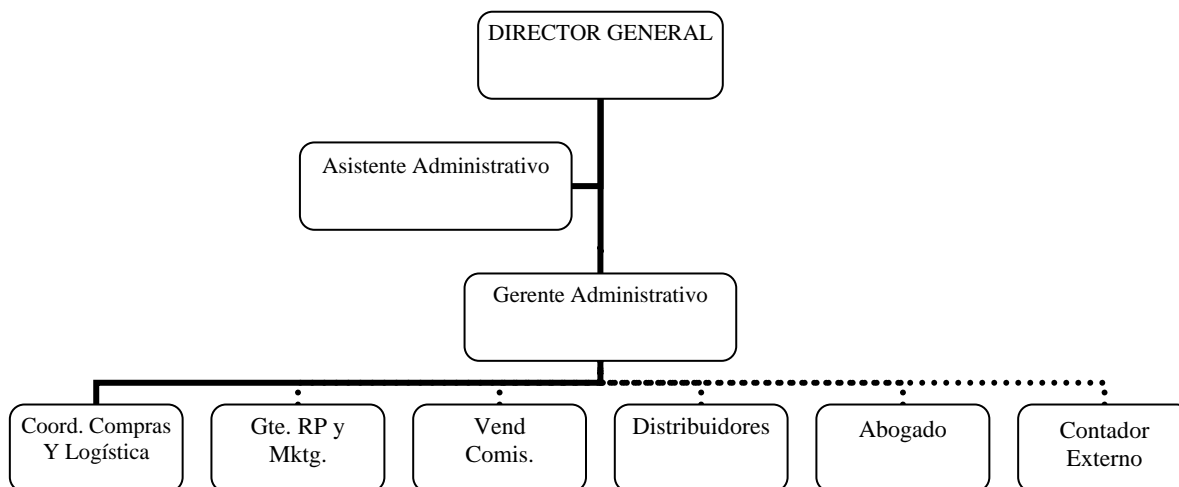 DIRECTOR GENERAL
Asistente Administrativo
Gerente Administrativo
Coord. Compras
Y Logística
Gte. RP y
Mktg.
Vend
Comis.
Distribuidores
Abogado
Contador
Externo